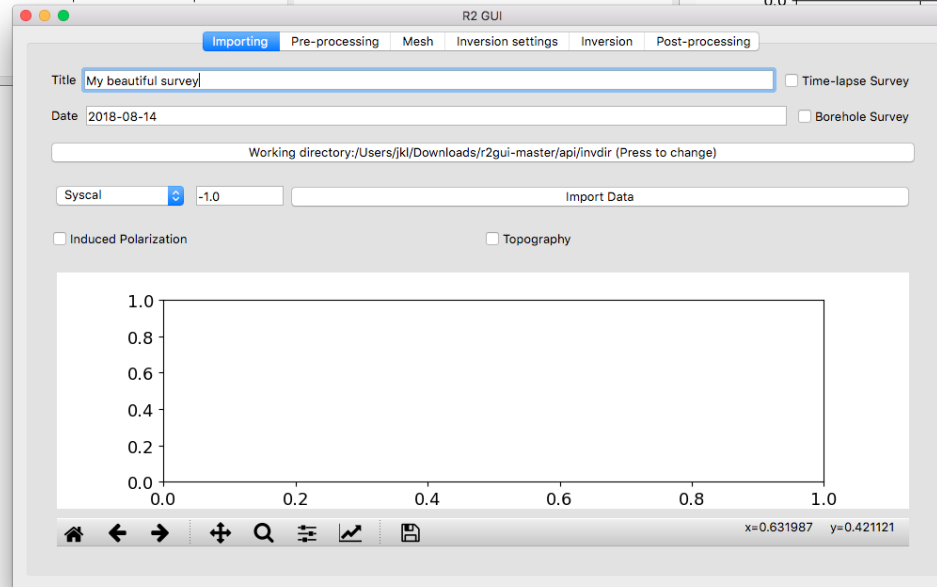 0.0
R2 GUI
Importing Pre-processing Mesh Inversion settings Inversion Post-processing
Title My beautiful survey Time-lapse Survey
Date 2018-08-14 Borehole Survey
Working directory:/Users/jkl/Downloads/r2gui-master/api/invdir (Press to change)
Syscal -1.0 Import Data
Induced Polarization Topography
1.0
0.8
0.6
0.4
0.2
0.0
0.0 0.2 0.4 0.6 0.8 1.0
x=0.631987 y=0.421121